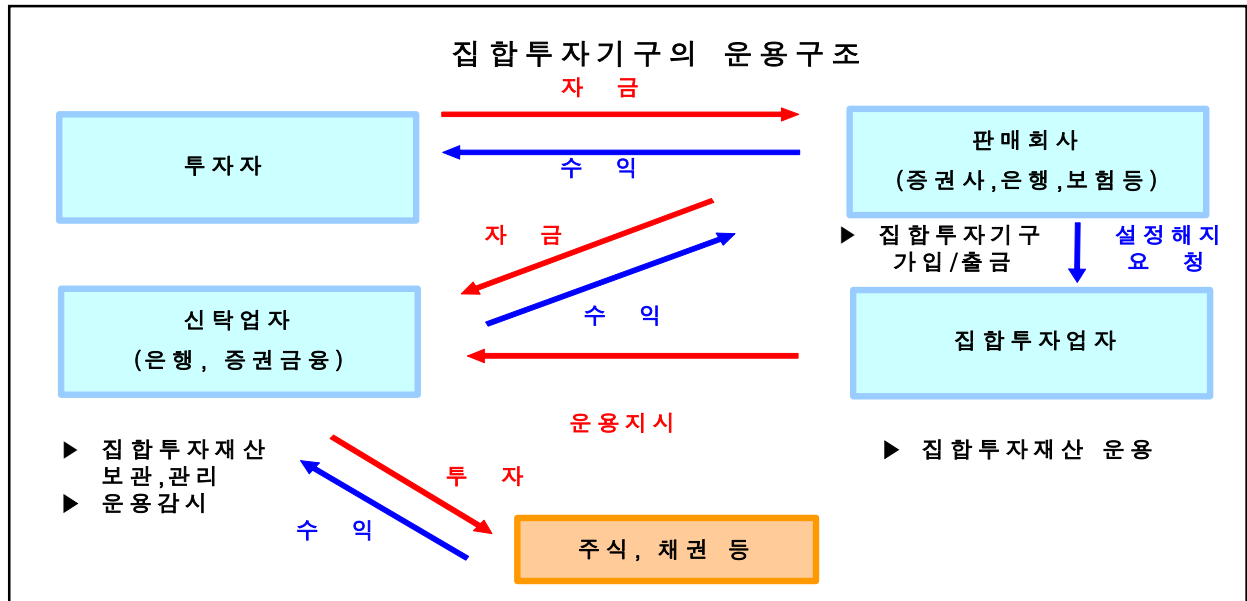 집합투자기구의 운용구조
자 금
투자자
수 익
판매회사
(증권사,은행,보험등)
자 금
▶ 집합투자기구
가입/출금
설정해지
요 청
신탁업자
(은행, 증권금융)
수 익
집합투자업자
운용지시
▶ 집합투자재산
보관,관리
▶ 운용감시
▶ 집합투자재산 운용
투 자
수 익
주식, 채권 등